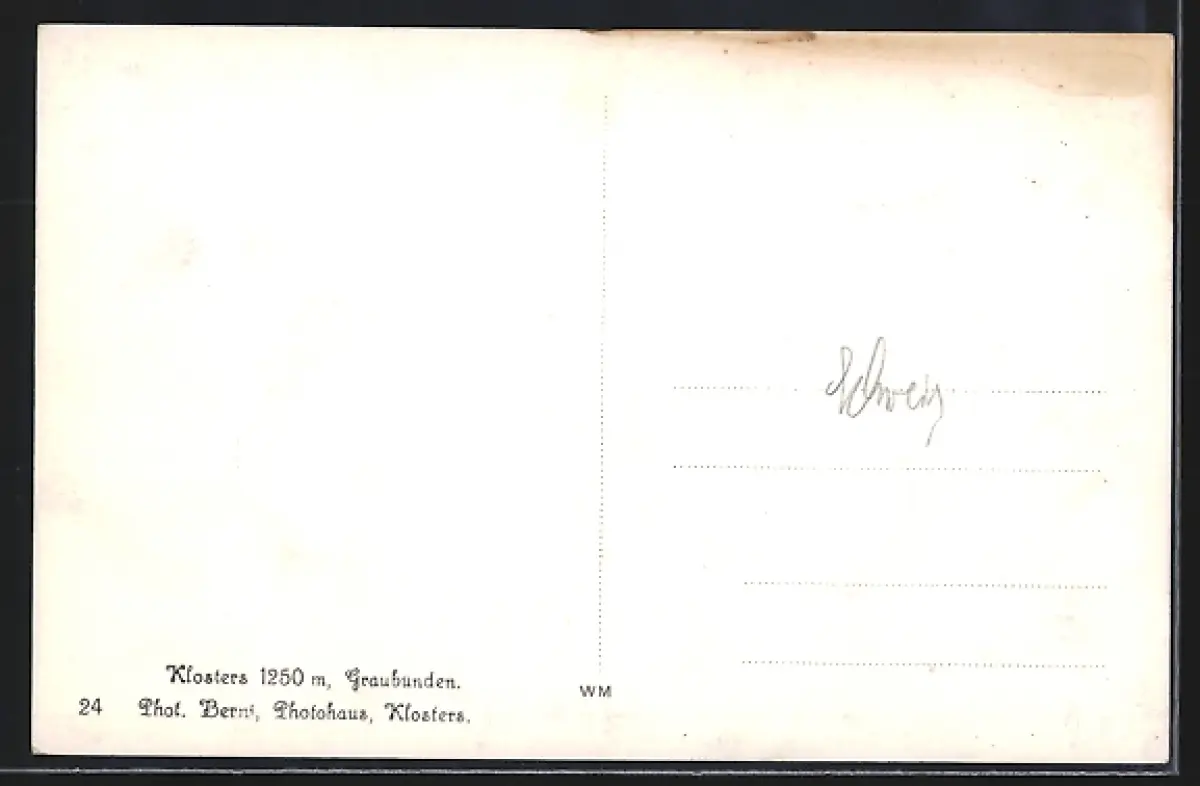 Schweiz
Klosters 1250 m, Graubunden.
24 Phot. Berni, Photohaus, Klosters.
WM